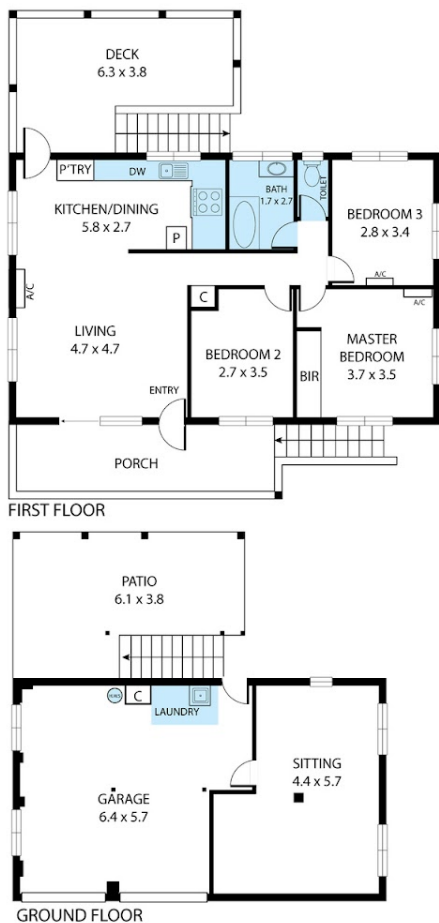 DECK
6.3 x 3.8
P'TRY
DW
KITCHEN/DINING
5.8 x 2.7
P
BATH
1.7 x 2.7
TOILET
BEDROOM 3
2.8 x 3.4
A/C
A/C
A/C
C
LIVING
4.7 x 4.7
BEDROOM 2
2.7 x 3.5
BIR
MASTER
BEDROOM
3.7 x 3.5
ENTRY
PORCH
FIRST FLOOR
PATIO
6.1 x 3.8
HWS
C
LAUNDRY
SITTING
4.4 x 5.7
GARAGE
6.4 x 5.7
GROUND FLOOR